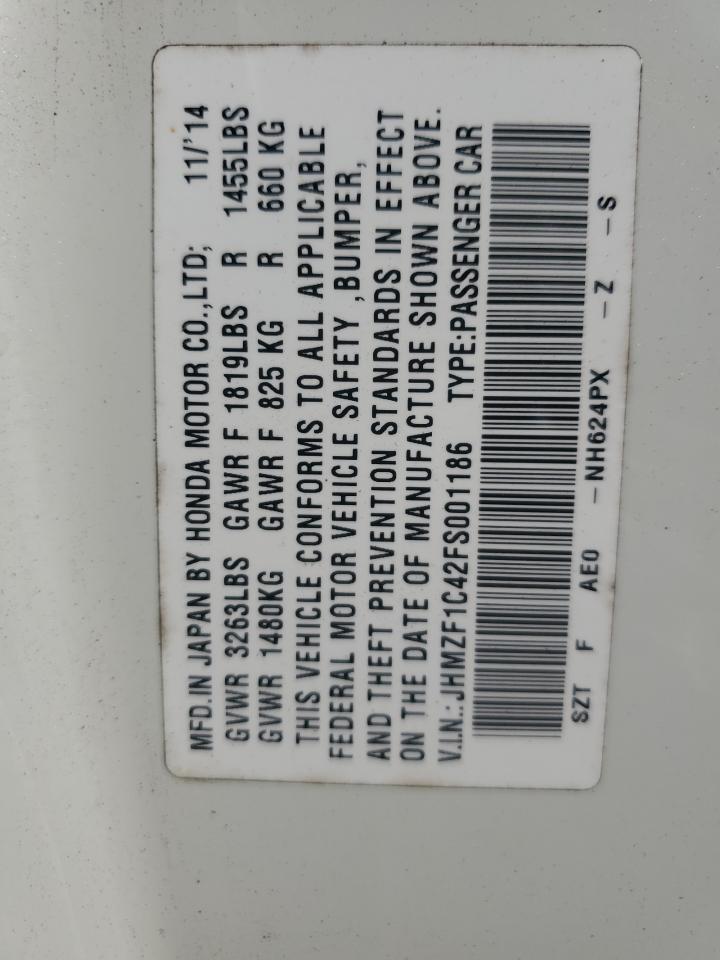 MFD.IN JAPAN BY HONDA MOTOR CO.,LTD; 11/'14
GVWR 3263LBS GAWR F 1819LBS R 1455LBS
GVWR 1480KG GAWR F 825 KG R 660 KG
THIS VEHICLE CONFORMS TO ALL APPLICABLE
FEDERAL MOTOR VEHICLE SAFETY ,BUMPER,
AND THEFT PREVENTION STANDARDS IN EFFECT
ON THE DATE OF MANUFACTURE SHOWN ABOVE.
V.I.N.: JHMZF1C42FS001186 TYPE:PASSENGER CAR
SZT F AE0 -NH624PX -Z -S